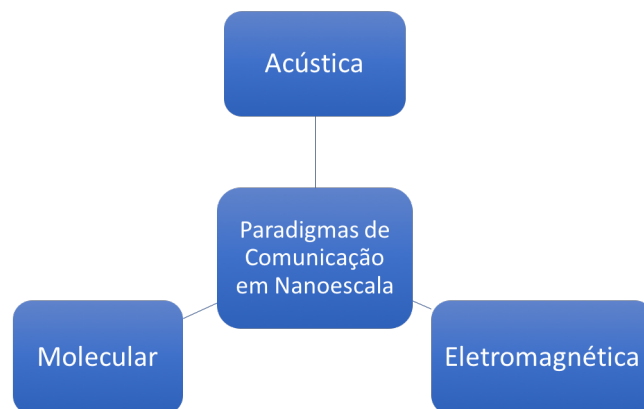 Acústica
Paradigmas de
Comunicação
em Nanoescala
Molecular
Eletromagnética